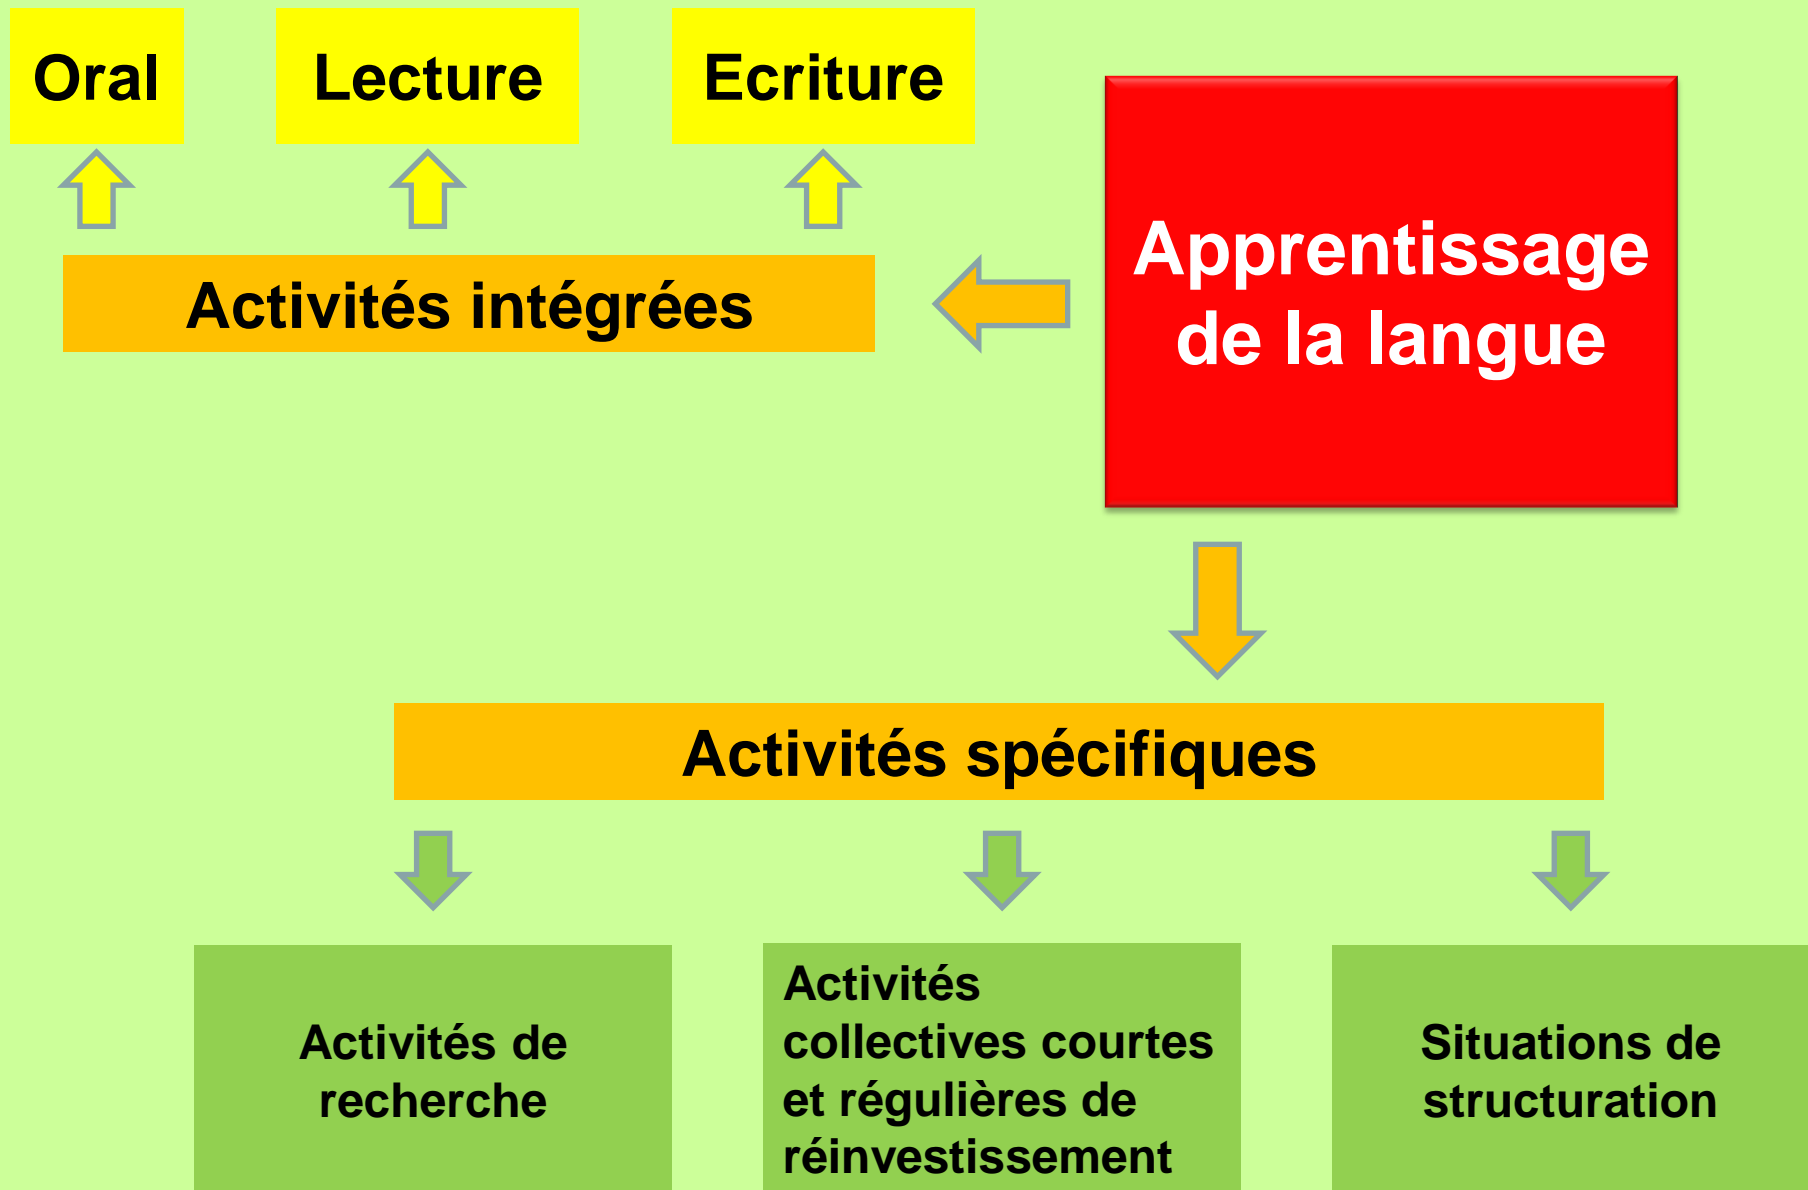 Oral
Lecture
Ecriture
Apprentissage
de la langue
Activités intégrées
Activités spécifiques
Activités de
recherche
Activités
collectives courtes
et régulières de
réinvestissement
Situations de
structuration